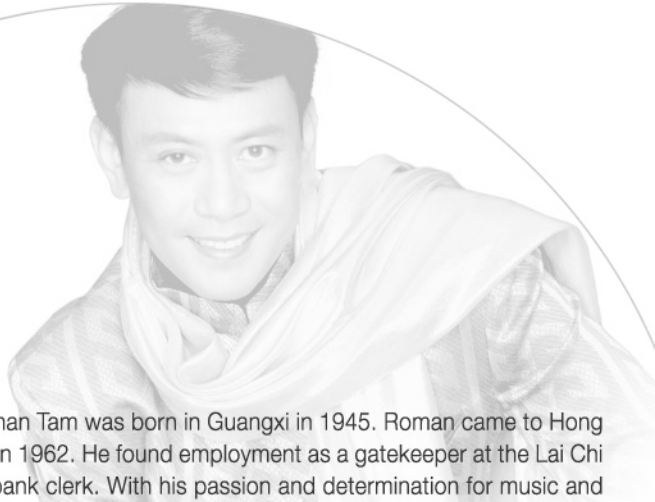 man Tam was born in Guangxi in 1945. Roman came to Hong
n 1962. He found employment as a gatekeeper at the Lai Chi
bank clerk. With his passion and determination for music and